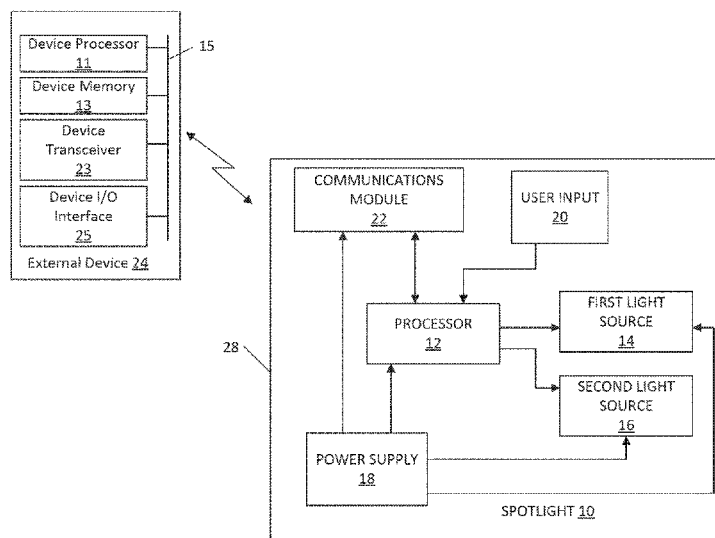 Device Processor
11
15
Device Memory
13
Device
Transceiver
23
Device I/O
Interface
25
External Device 24
COMMUNICATIONS
MODULE
22
USER INPUT
20
PROCESSOR
12
FIRST LIGHT
SOURCE
14
28
SECOND LIGHT
SOURCE
16
POWER SUPPLY
18
SPOTLIGHT 10